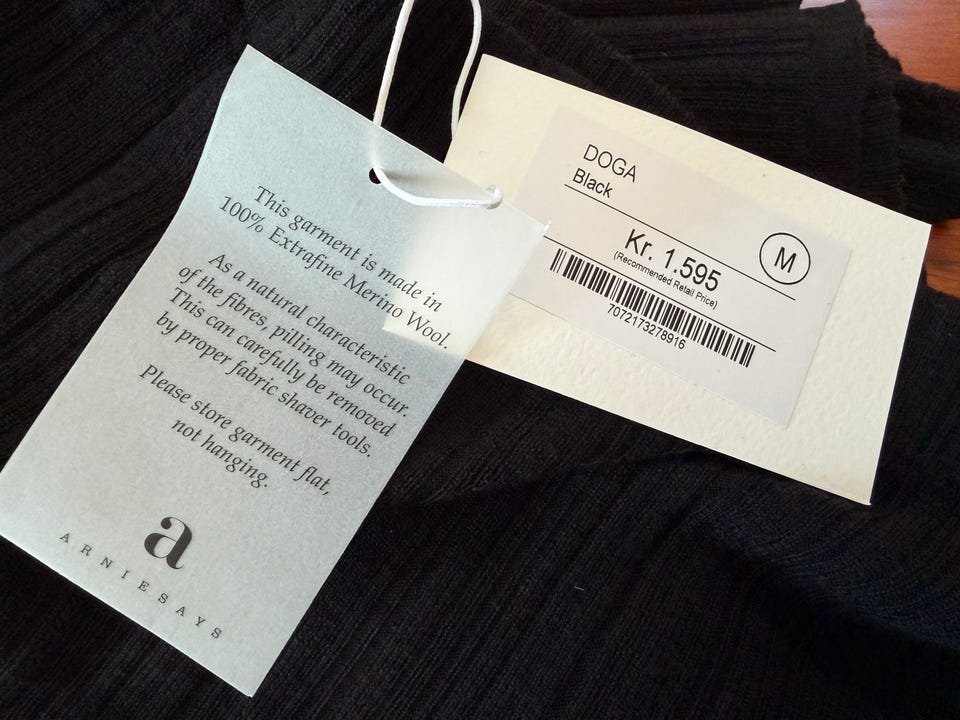 This garment is made in
100% Extrafine Merino Wool.
As a natural characteristic
of the fibres, pilling may occur.
This can carefully be removed
by proper fabric shaver tools.
Please store garment flat,
not hanging.
a
ARNIESAYS
DOGA
Black
M
Kr. 1.595
(Recommended Retail Price)
7072173278916